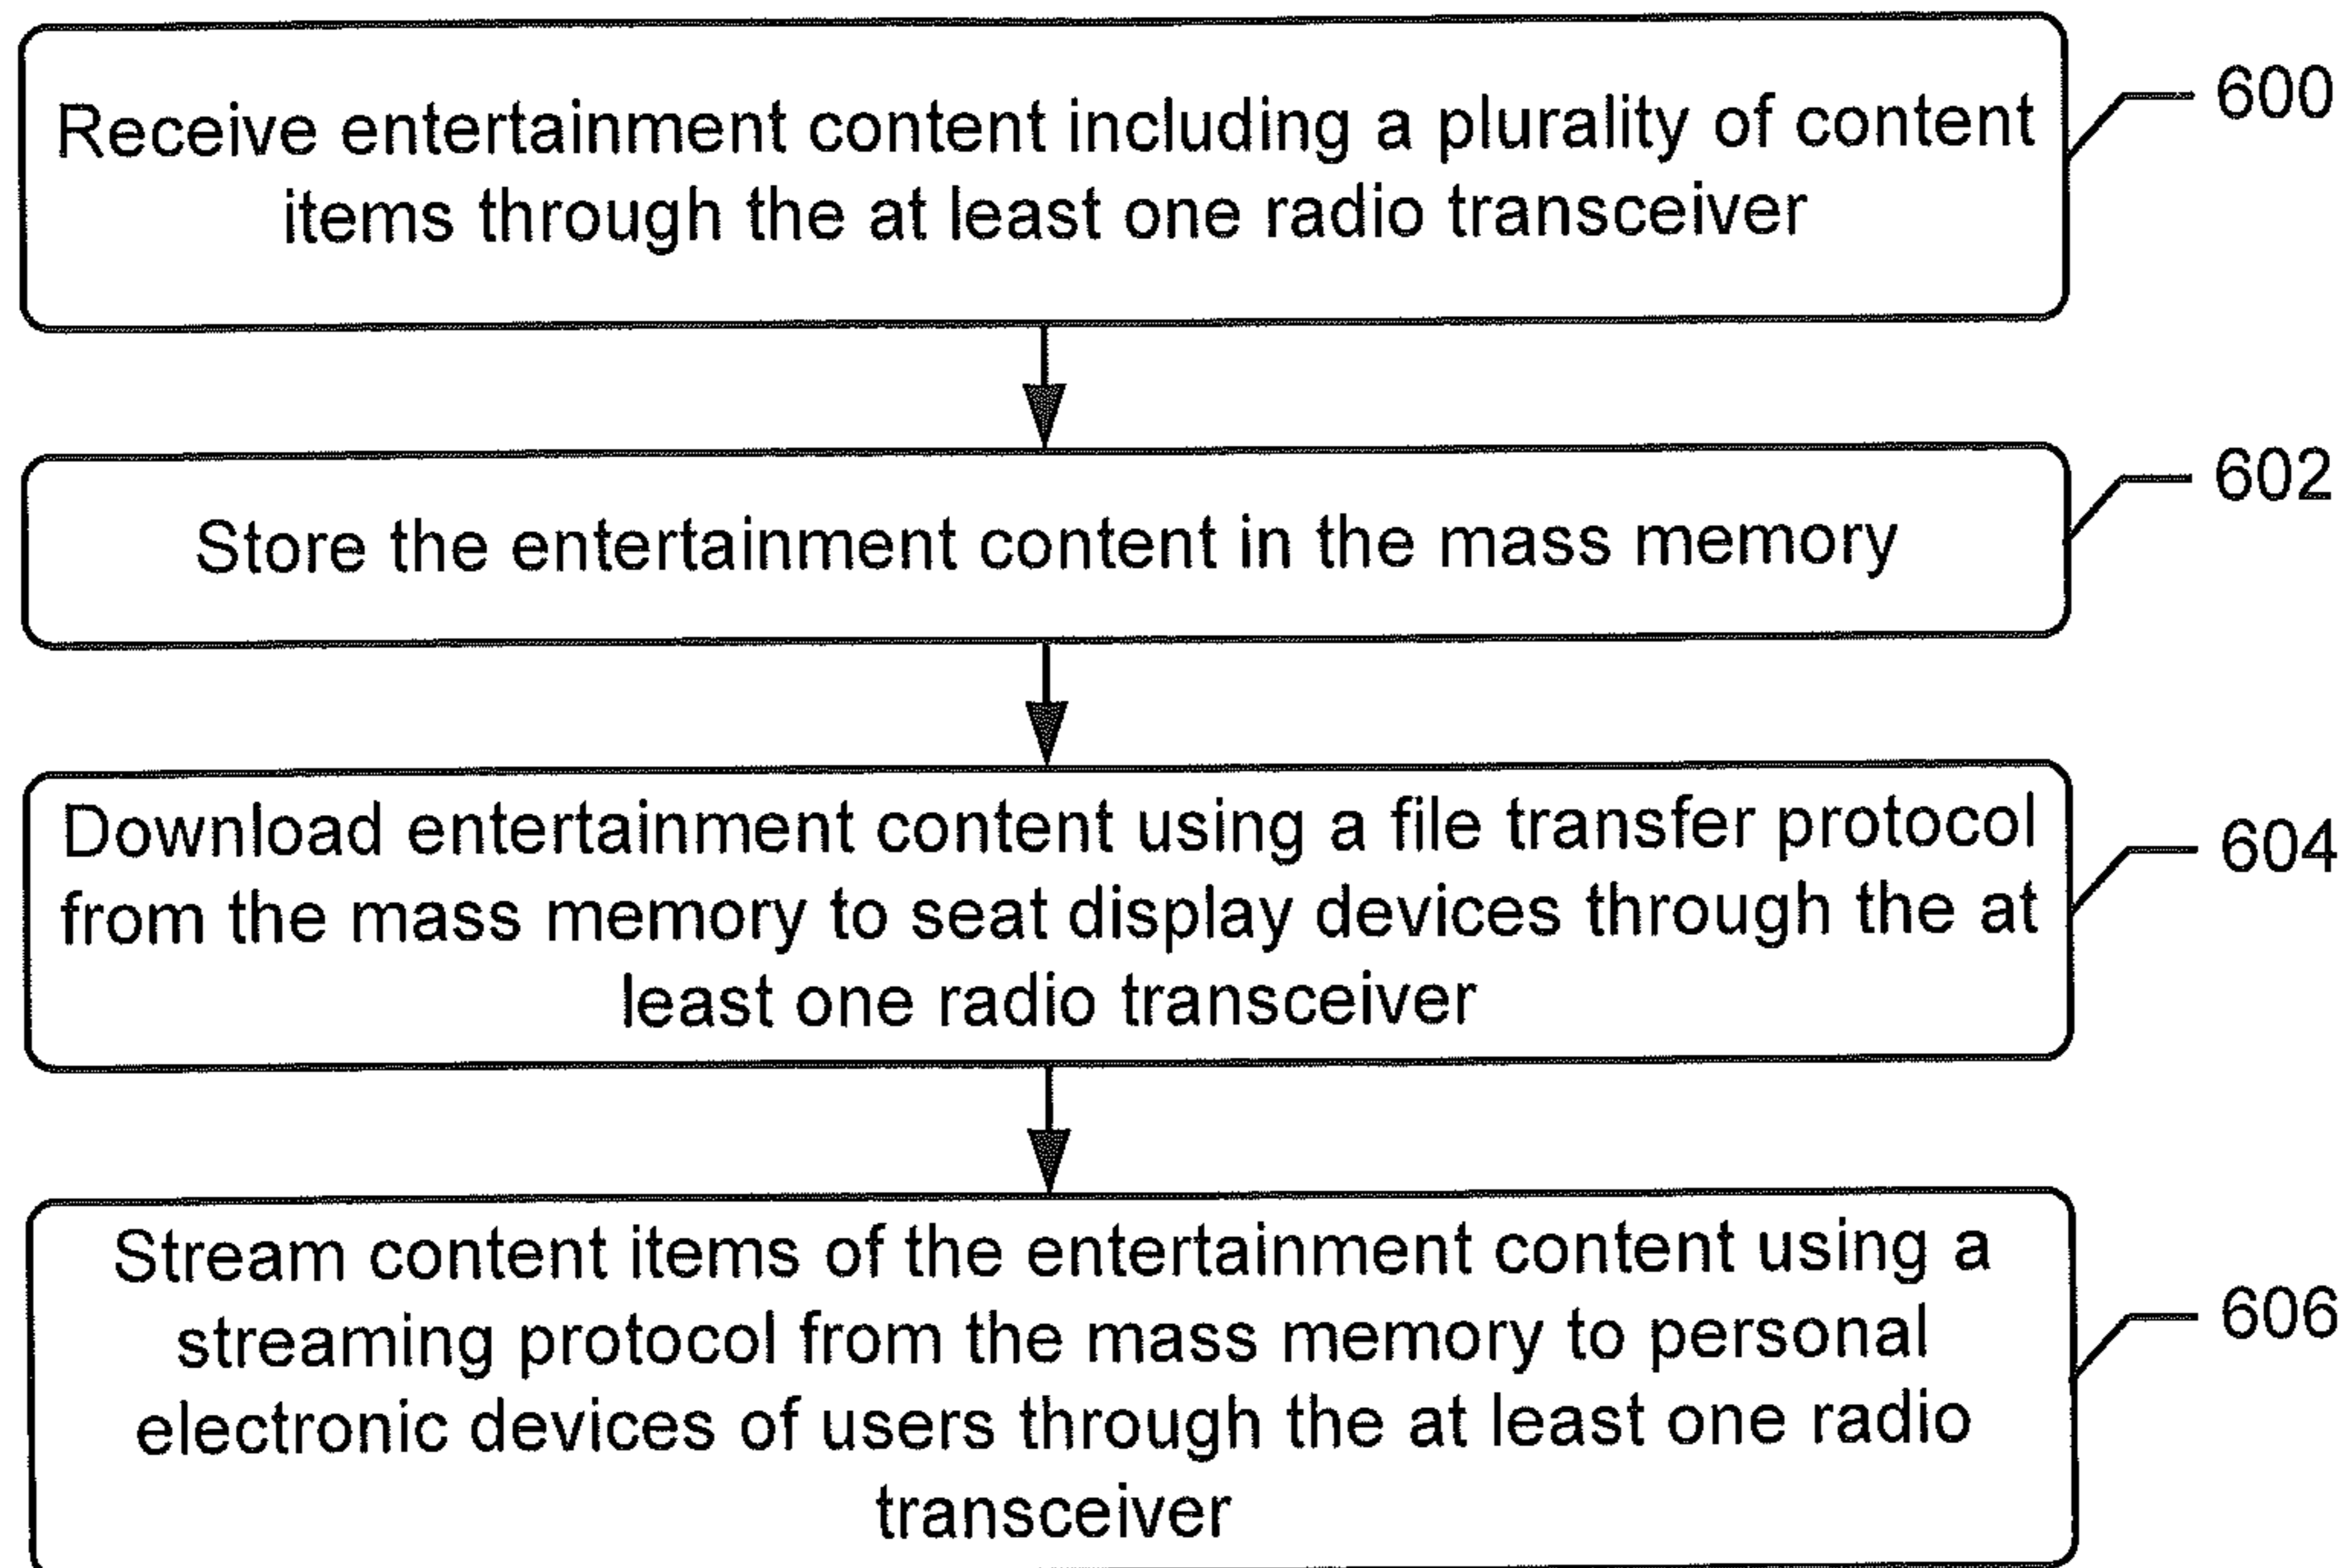 Receive entertainment content including a plurality of content
items through the at least one radio transceiver
600
Store the entertainment content in the mass memory
602
Download entertainment content using a file transfer protocol
from the mass memory to seat display devices through the at
least one radio transceiver
604
Stream content items of the entertainment content using a
streaming protocol from the mass memory to personal
electronic devices of users through the at least one radio
transceiver
606